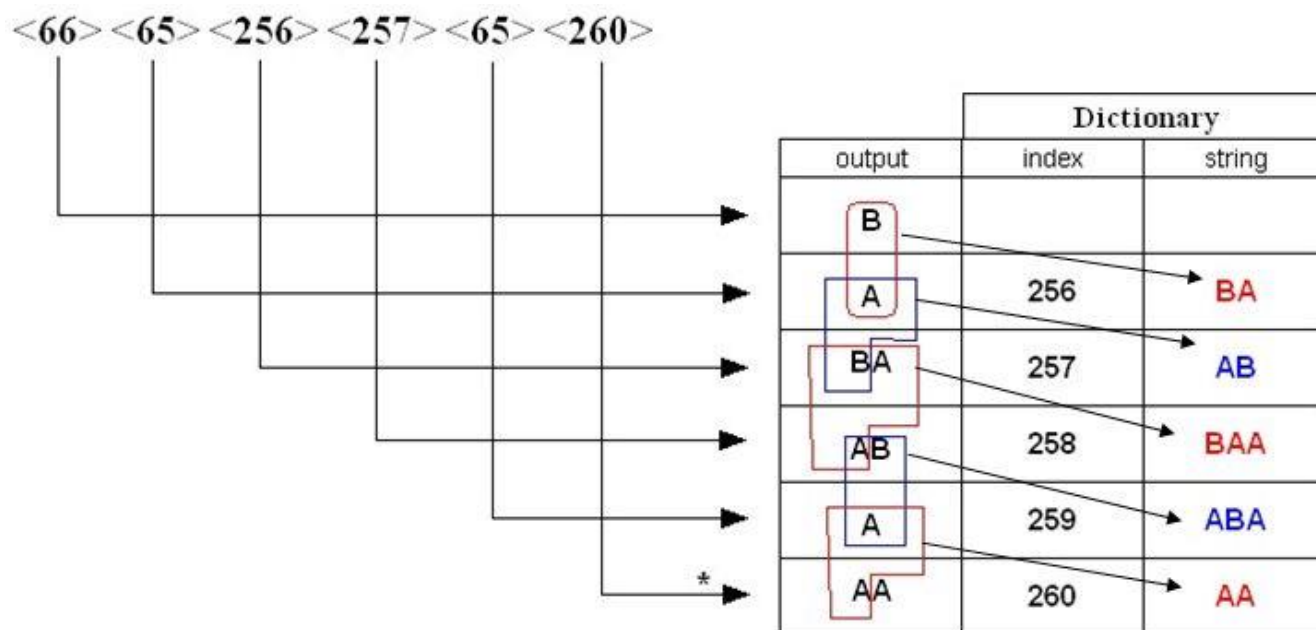 <66> <65> <256> <257> <65> <260>
Dictionary
output index string
B
A 256 BA
BA 257 AB
AB 258 BAA
A 259 ABA
* AA 260 AA